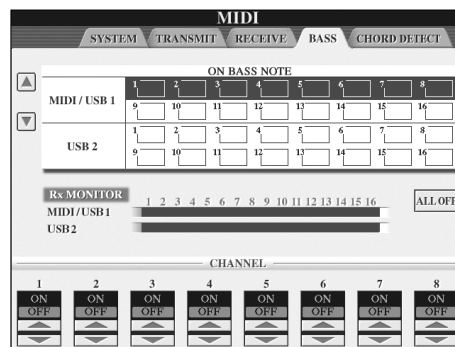 MIDI
SYSTEM TRANSMIT RECEIVE BASS CHORD DETECT
ON BASS NOTE
MIDI / USB 1
1 2 3 4 5 6 7 8
9 10 11 12 13 14 15 16
USB 2
1 2 3 4 5 6 7 8
9 10 11 12 13 14 15 16
Rx MONITOR
1 2 3 4 5 6 7 8 9 10 11 12 13 14 15 16
ALL OFF
MIDI / USB 1
USB 2
CHANNEL
1 2 3 4 5 6 7 8
ON ON ON ON ON ON ON ON
OFF OFF OFF OFF OFF OFF OFF OFF